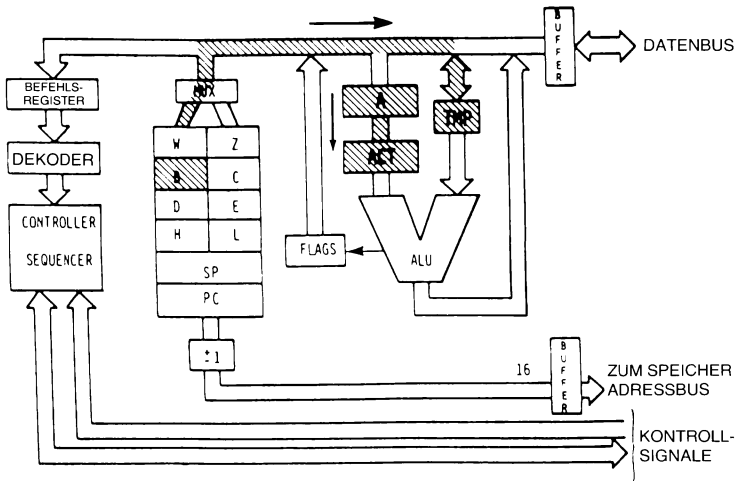 BUFFER
DATENBUS
BEFEHLS-
REGISTER
MUX
A
TMP
W Z
DEKODER
ACT
B C
D E
CONTROLLER
SEQUENCER
H L
FLAGS
ALU
SP
PC
±1
16
BUFFER
ZUM SPEICHER
ADRESSBUS
KONTROLL-
SIGNALE